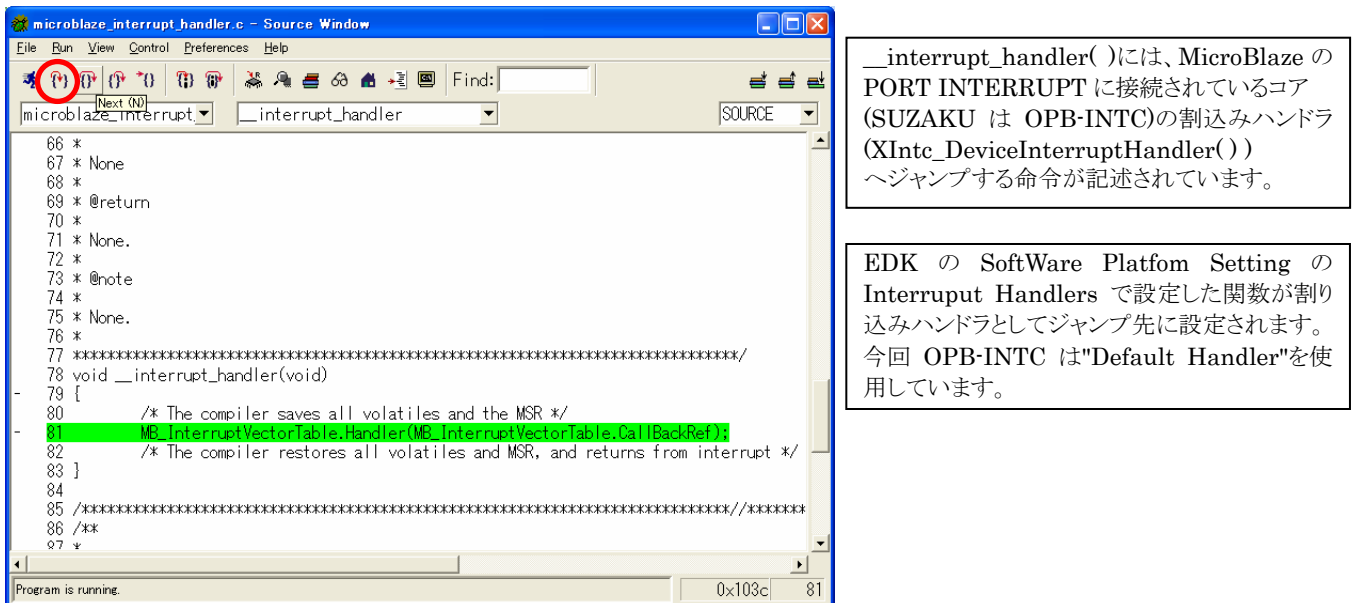 microblaze_interrupt_handler.c - Source Window
File Run View Control Preferences Help
Find:
Next (N)
microblaze_interrupt __interrupt_handler SOURCE
66 *
67 * None
68 *
69 * @return
70 *
71 * None.
72 *
73 * @note
74 *
75 * None.
76 *
77 ******************************************************************************/
78 void __interrupt_handler(void)
- 79 {
80 /* The compiler saves all volatiles and the MSR */
- 81 MB_InterruptVectorTable.Handler(MB_InterruptVectorTable.CallBackRef);
82 /* The compiler restores all volatiles and MSR, and returns from interrupt */
83 }
84
85 /*****************************************************************************//*******
86 /**
87 *
Program is running. 0x103c 81
__interrupt_handler( )には、MicroBlaze の
PORT INTERRUPT に接続されているコア
(SUZAKU は OPB-INTC)の割込みハンドラ
(XIntc_DeviceInterruptHandler( ) )
へジャンプする命令が記述されています。
EDK の SoftWare Platfom Setting の
Interruput Handlers で設定した関数が割り
込みハンドラとしてジャンプ先に設定されます。
今回 OPB-INTC は"Default Handler"を使
用しています。